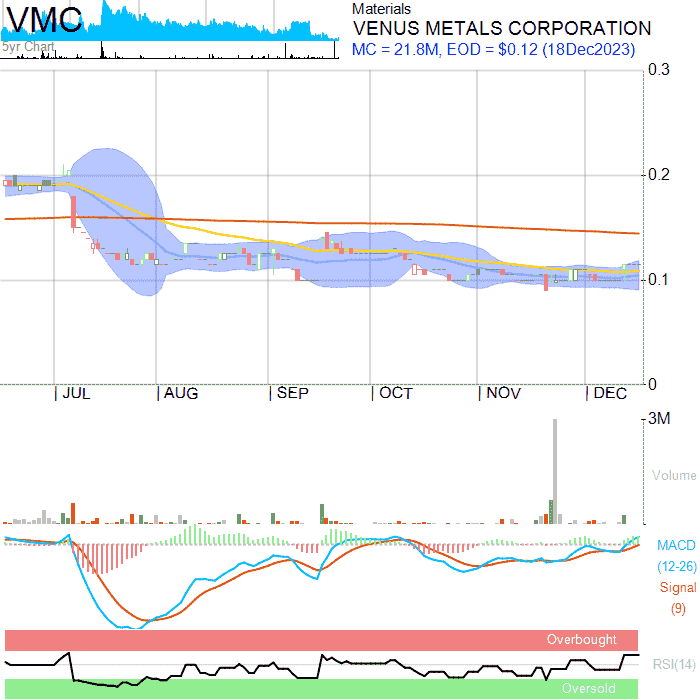 VMC
5yr Chart
Materials
VENUS METALS CORPORATION
MC = 21.8M, EOD = $0.12 (18Dec2023)
0.3
0.2
0.1
0
JUL AUG SEP OCT NOV DEC
3M
Volume
MACD
(12-26)
Signal
(9)
Overbought
RSI(14)
Oversold